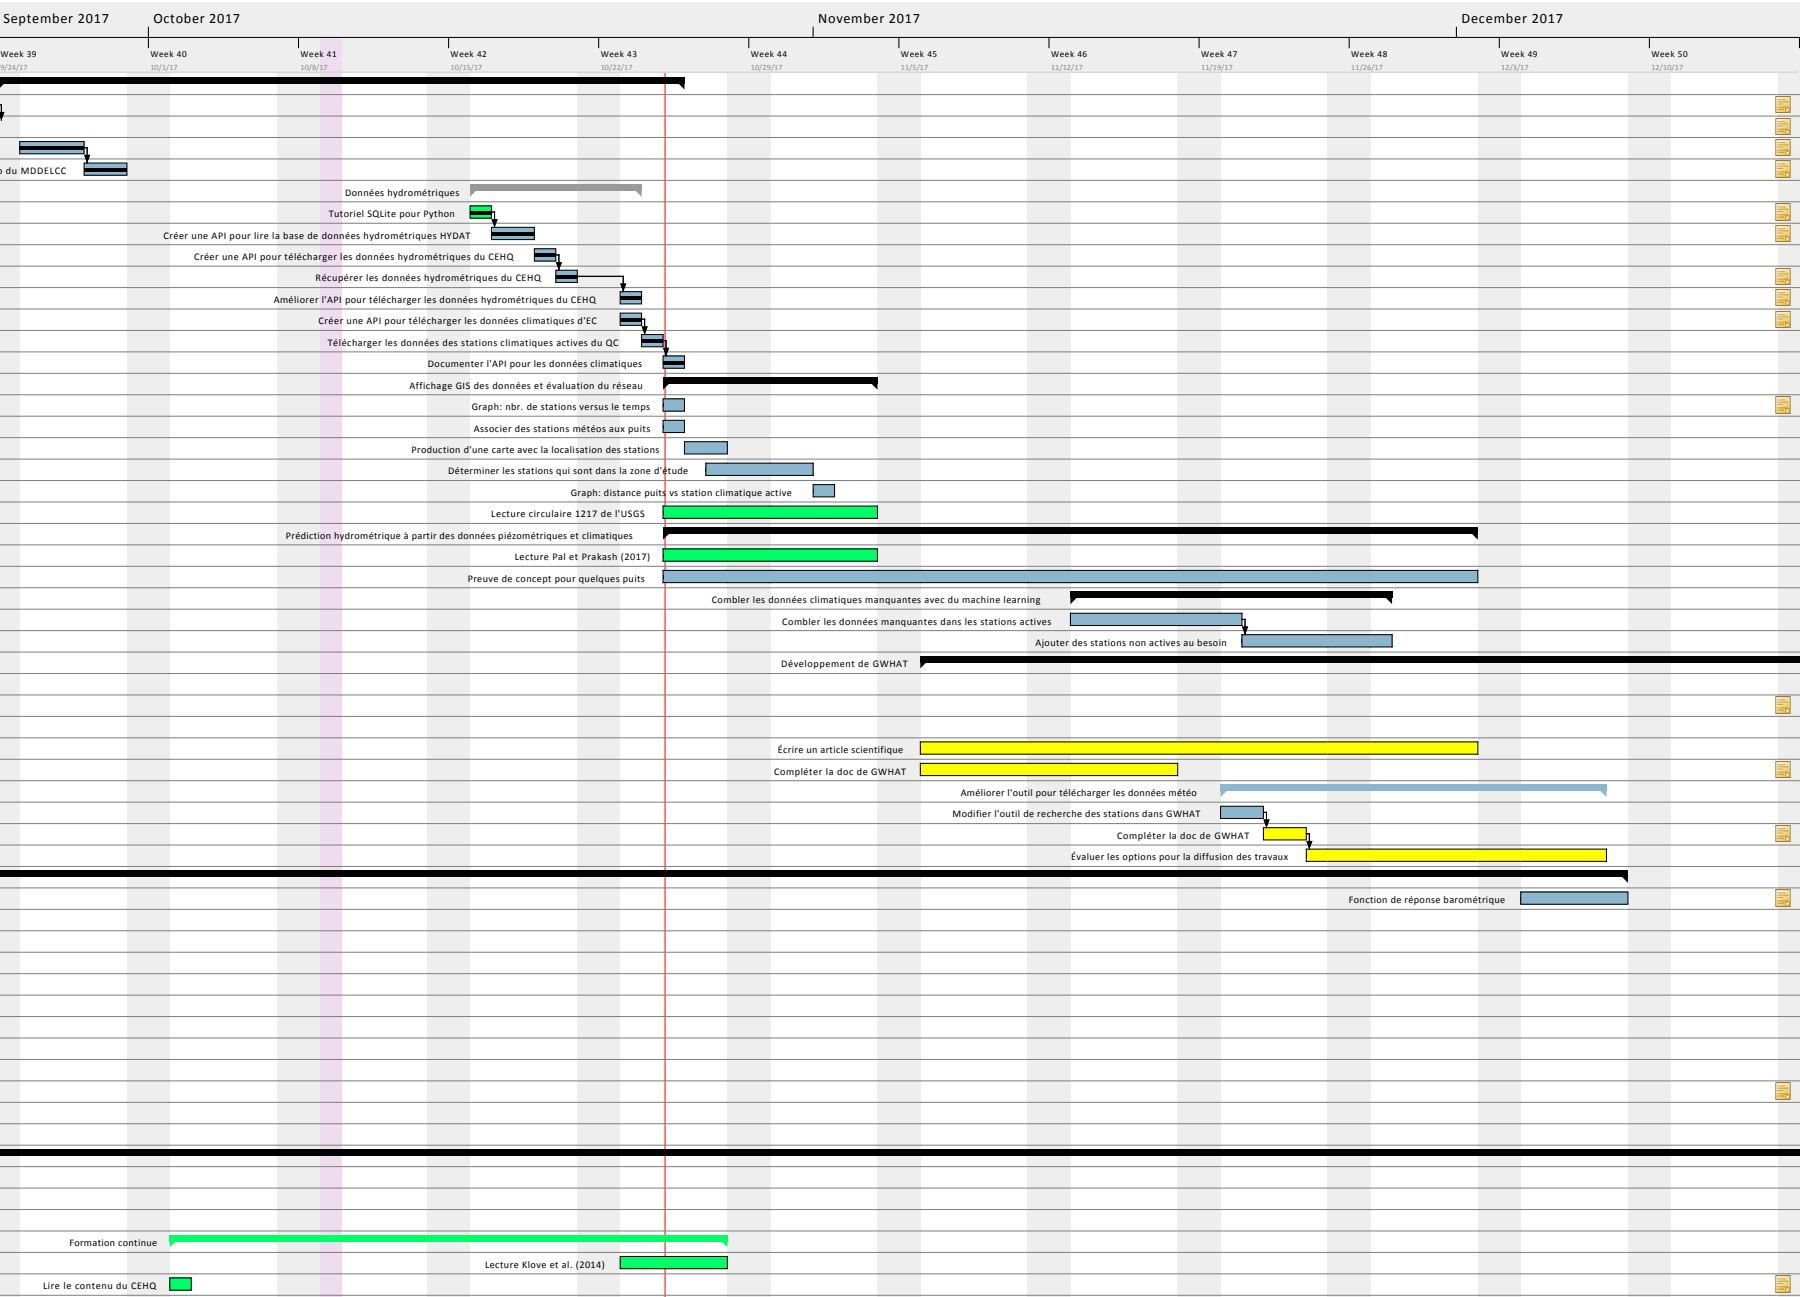 September 2017 October 2017 November 2017 December 2017
Week 39 Week 40 Week 41 Week 42 Week 43 Week 44 Week 45 Week 46 Week 47 Week 48 Week 49 Week 50
9/24/17 10/1/17 10/8/17 10/15/17 10/22/17 10/29/17 11/5/17 11/12/17 11/19/17 11/26/17 12/3/17 12/10/17
du MDDELCC
Données hydrométriques
Tutoriel SQLite pour Python
Créer une API pour lire la base de données hydrométriques HYDAT
Créer une API pour télécharger les données hydrométriques du CEHQ
Récupérer les données hydrométriques du CEHQ
Améliorer l'API pour télécharger les données hydrométriques du CEHQ
Créer une API pour télécharger les données climatiques d'EC
Télécharger les données des stations climatiques actives du QC
Documenter l'API pour les données climatiques
Affichage GIS des données et évaluation du réseau
Graph: nbr. de stations versus le temps
Associer des stations météos aux puits
Production d'une carte avec la localisation des stations
Déterminer les stations qui sont dans la zone d'étude
Graph: distance puits vs station climatique active
Lecture circulaire 1217 de l'USGS
Prédiction hydrométrique à partir des données piézométriques et climatiques
Lecture Pal et Prakash (2017)
Preuve de concept pour quelques puits
Combler les données climatiques manquantes avec du machine learning
Combler les données manquantes dans les stations actives
Ajouter des stations non actives au besoin
Développement de GWHAT
Écrire un article scientifique
Compléter la doc de GWHAT
Améliorer l'outil pour télécharger les données météo
Modifier l'outil de recherche des stations dans GWHAT
Compléter la doc de GWHAT
Évaluer les options pour la diffusion des travaux
Fonction de réponse barométrique
Formation continue
Lecture Klove et al. (2014)
Lire le contenu du CEHQ